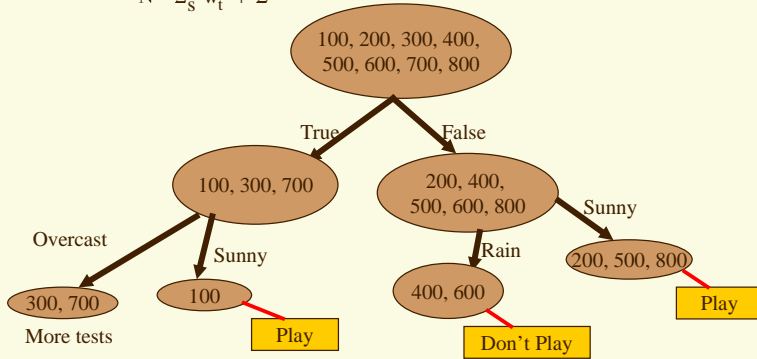 100, 200, 300, 400,
500, 600, 700, 800
True
False
100, 300, 700
200, 400,
500, 600, 800
Overcast
Sunny
Rain
Sunny
300, 700
100
400, 600
200, 500, 800
More tests
Play
Don't Play
Play